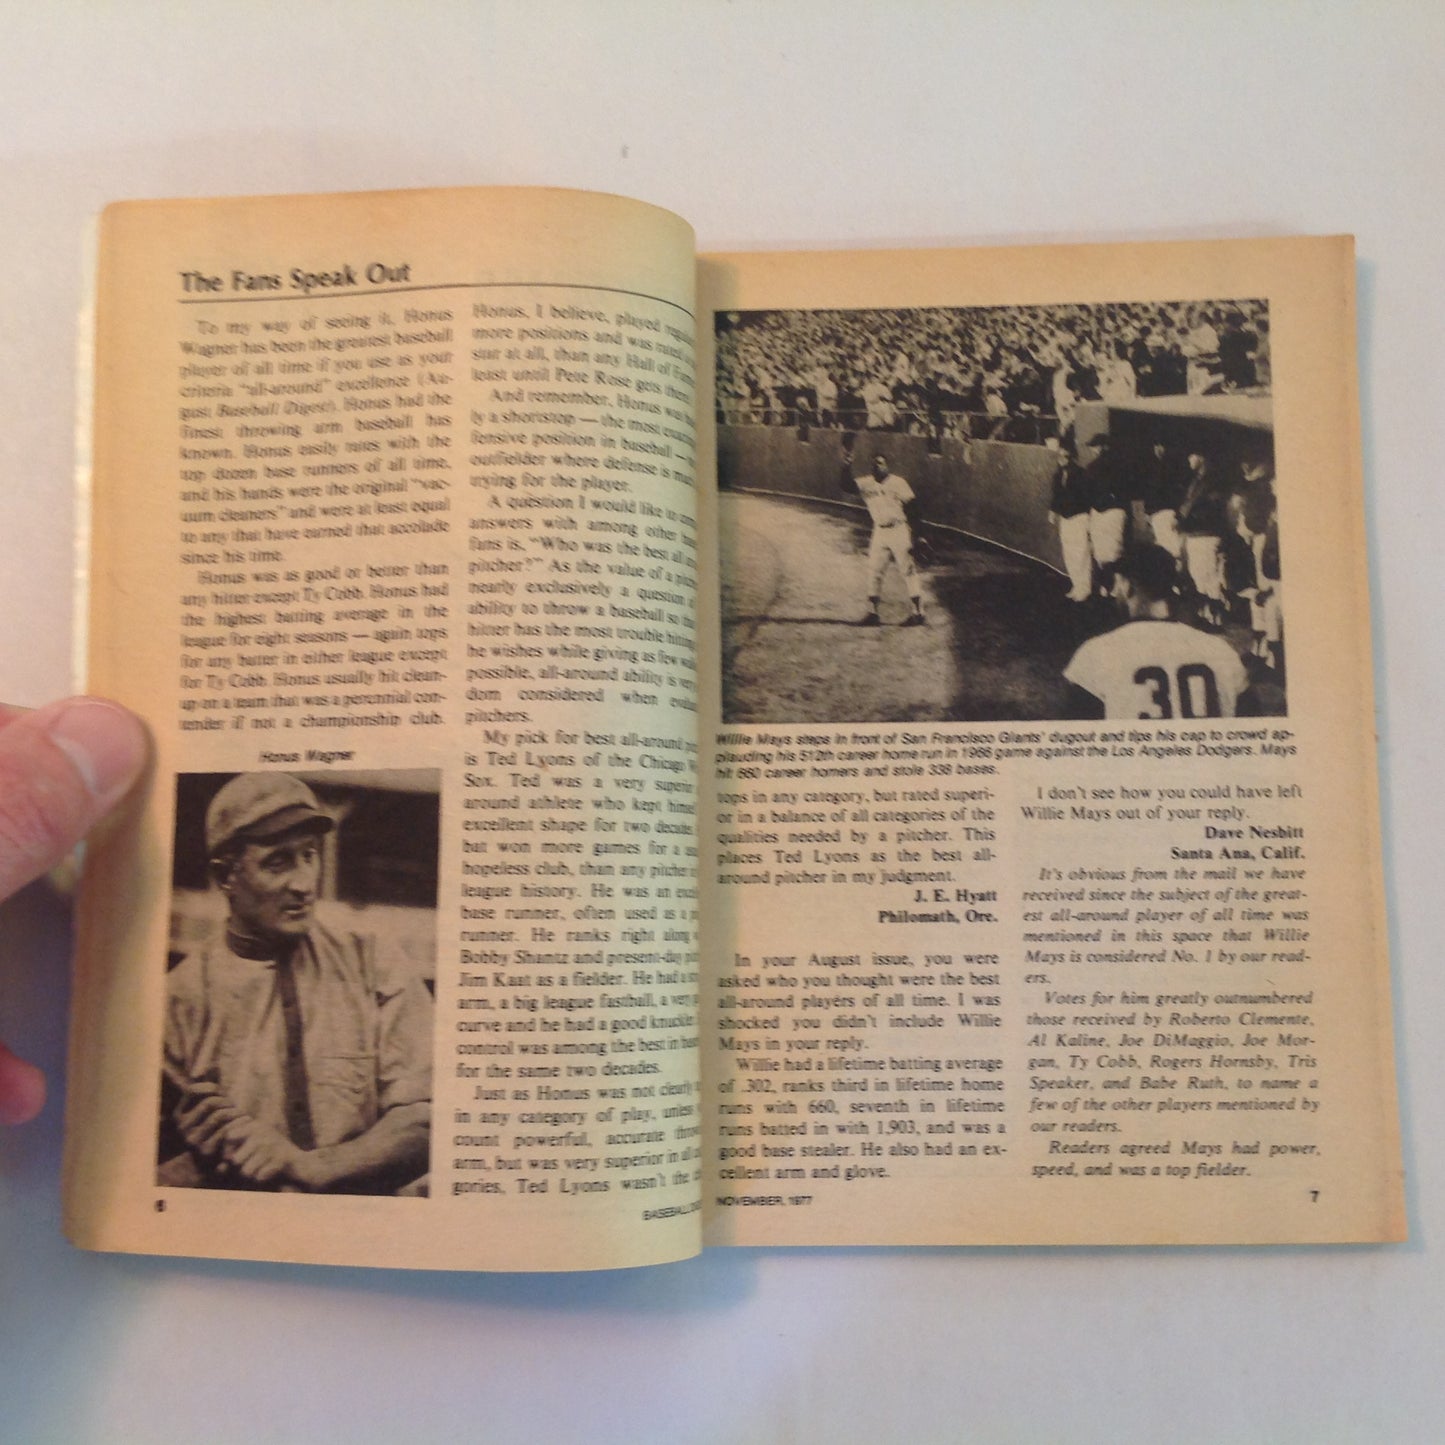 The Fans Speak Out
To my way of seeing it, Honus
Wagner has been the greatest baseball
player of all time if you use as your
criteria "all-around" excellence (Au-
gust Baseball Digest). Honus had the
finest throwing arm baseball has
known. Honus easily rates with the
top dozen base runners of all time,
and his hands were the original "vac-
uum cleaners" and were at least equal
to any that have earned that accolade
since his time.
Honus was as good or better than
any hitter except Ty Cobb. Honus had
the highest batting average in the
league for eight seasons — again tops
for any batter in either league except
for Ty Cobb. Honus usually hit clean-
up on a team that was a perennial con-
tender if not a championship club.
Honus Wagner
6
Honus, I believe, played
more positions and was rated
star at all, than any Hall of
least until Pete Rose gets there
And remember, Honus was
ly a shortstop — the most
fensive position in baseball —
outfielder where defense is
trying for the player.
A question I would like to
answers with among other
fans is, "Who was the best all
pitcher?" As the value of a
nearly exclusively a question
ability to throw a baseball so
hitter has the most trouble hitting
he wishes while giving as few
possible, all-around ability is
dom considered when
pitchers.
My pick for best all-around
is Ted Lyons of the Chicago
Sox. Ted was a very superior
around athlete who kept
excellent shape for two decades
but won more games for a
hopeless club, than any pitcher
league history. He was an
base runner, often used as a
runner. He ranks right along
Bobby Shantz and present-day
Jim Kaat as a fielder. He had a
arm, a big league fastball, a very
curve and he had a good
control was among the best in
for the same two decades.
Just as Honus was not clearly
in any category of play, unless
count powerful, accurate
arm, but was very superior in all
gories, Ted Lyons wasn't the
BASEBALL
30
Willie Mays steps in front of San Francisco Giants' dugout and tips his cap to crowd ap-
plauding his 512th career home run in 1966 game against the Los Angeles Dodgers. Mays
hit 660 career homers and stole 338 bases.
tops in any category, but rated superi-
or in a balance of all categories of the
qualities needed by a pitcher. This
places Ted Lyons as the best all-
around pitcher in my judgment.
J. E. Hyatt
Philomath, Ore.
In your August issue, you were
asked who you thought were the best
all-around players of all time. I was
shocked you didn't include Willie
Mays in your reply.
Willie had a lifetime batting average
of .302, ranks third in lifetime home
runs with 660, seventh in lifetime
runs batted in with 1,903, and was a
good base stealer. He also had an ex-
cellent arm and glove.
NOVEMBER, 1977
I don't see how you could have left
Willie Mays out of your reply.
Dave Nesbitt
Santa Ana, Calif.
It's obvious from the mail we have
received since the subject of the great-
est all-around player of all time was
mentioned in this space that Willie
Mays is considered No. 1 by our read-
ers.
Votes for him greatly outnumbered
those received by Roberto Clemente,
Al Kaline, Joe DiMaggio, Joe Mor-
gan, Ty Cobb, Rogers Hornsby, Tris
Speaker, and Babe Ruth, to name a
few of the other players mentioned by
our readers.
Readers agreed Mays had power,
speed, and was a top fielder.
7